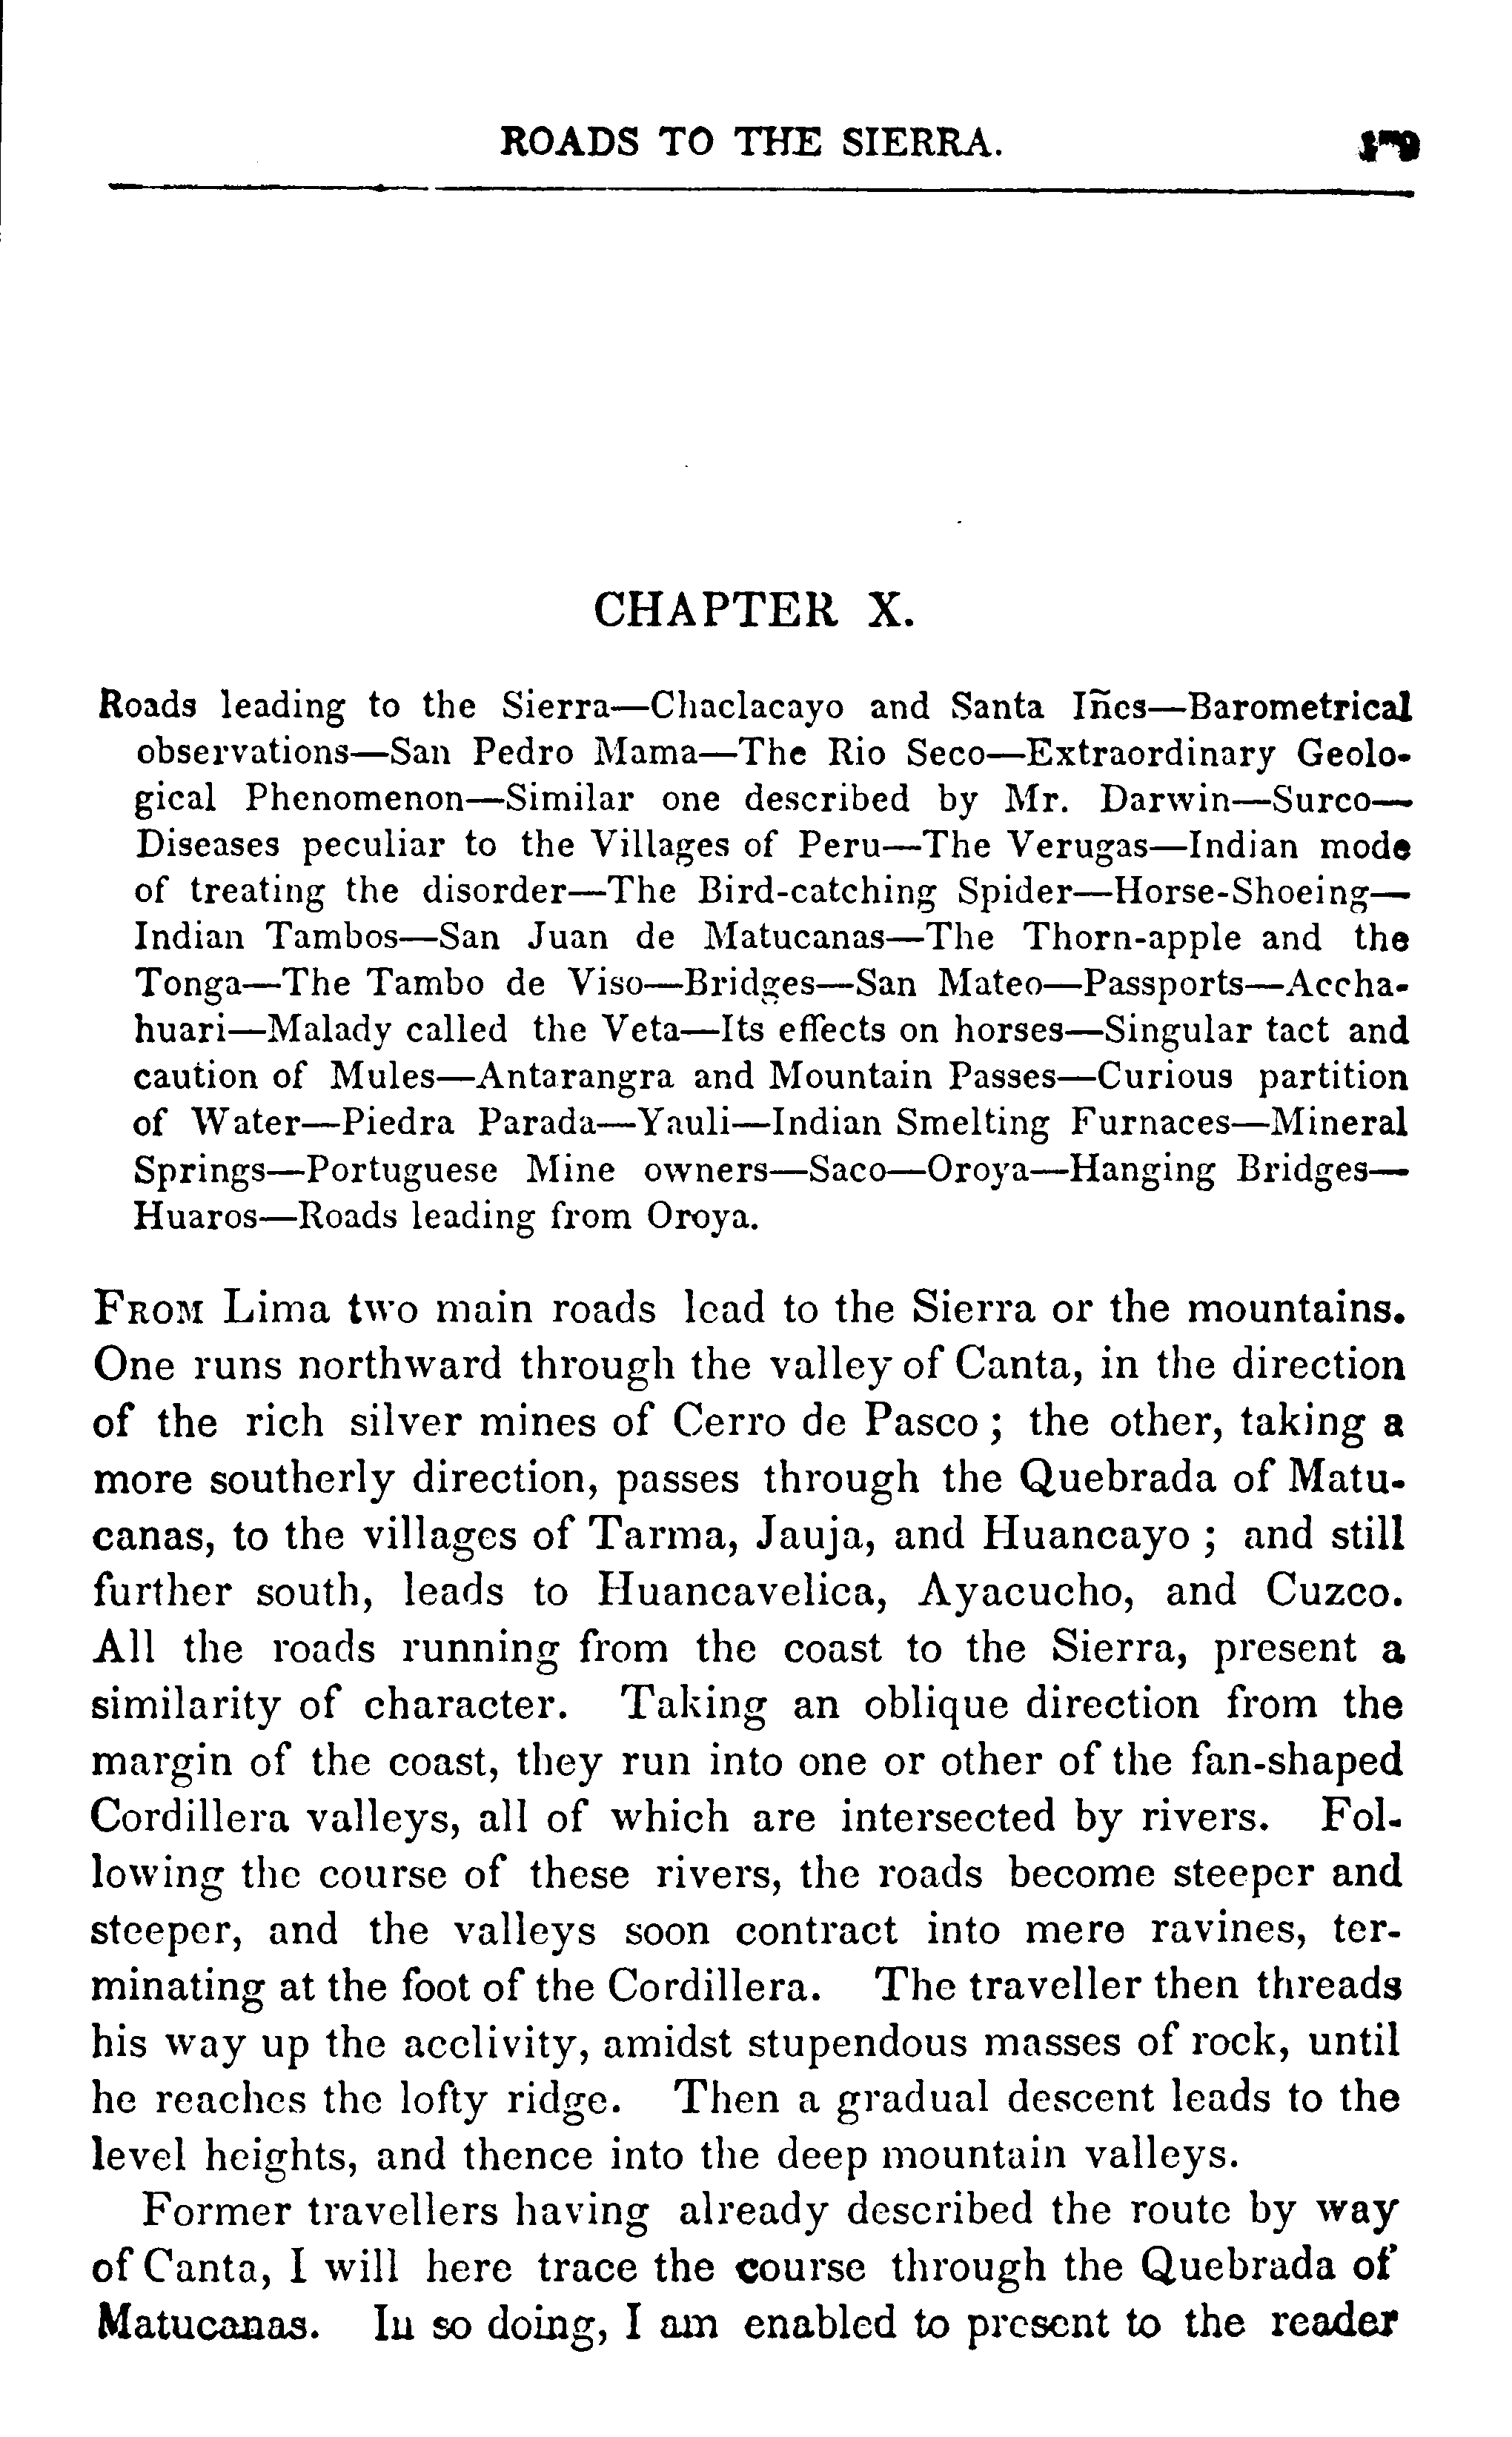 ROADS TO THE SIERRA.
CHAPTER X.
Roads leading to the Sierra—Chaclacayo and Santa Iñes—Barometrical
observations—San Pedro Mama—The Rio Seco—Extraordinary Geolo-
gical Phenomenon—Similar one described by Mr. Darwin—Surco—
Diseases peculiar to the Villages of Peru—The Verugas—Indian mode
of treating the disorder—The Bird-catching Spider—Horse-Shoeing—
Indian Tambos—San Juan de Matucanas—The Thorn-apple and the
Tonga—The Tambo de Viso—Bridges—San Mateo—Passports—Accha-
huari—Malady called the Veta—Its effects on horses—Singular tact and
caution of Mules—Antarangra and Mountain Passes—Curious partition
of Water—Piedra Parada—Yauli—Indian Smelting Furnaces—Mineral
Springs—Portuguese Mine owners—Saco—Oroya—Hanging Bridges—
Huaros—Roads leading from Oroya.
FROM Lima two main roads lead to the Sierra or the mountains.
One runs northward through the valley of Canta, in the direction
of the rich silver mines of Cerro de Pasco; the other, taking a
more southerly direction, passes through the Quebrada of Matu-
canas, to the villages of Tarma, Jauja, and Huancayo; and still
further south, leads to Huancavelica, Ayacucho, and Cuzco.
All the roads running from the coast to the Sierra, present a
similarity of character. Taking an oblique direction from the
margin of the coast, they run into one or other of the fan-shaped
Cordillera valleys, all of which are intersected by rivers. Fol-
lowing the course of these rivers, the roads become steeper and
steeper, and the valleys soon contract into mere ravines, ter-
minating at the foot of the Cordillera. The traveller then threads
his way up the acclivity, amidst stupendous masses of rock, until
he reaches the lofty ridge. Then a gradual descent leads to the
level heights, and thence into the deep mountain valleys.
Former travellers having already described the route by way
of Canta, I will here trace the course through the Quebrada of
Matucanas. In so doing, I am enabled to present to the reader